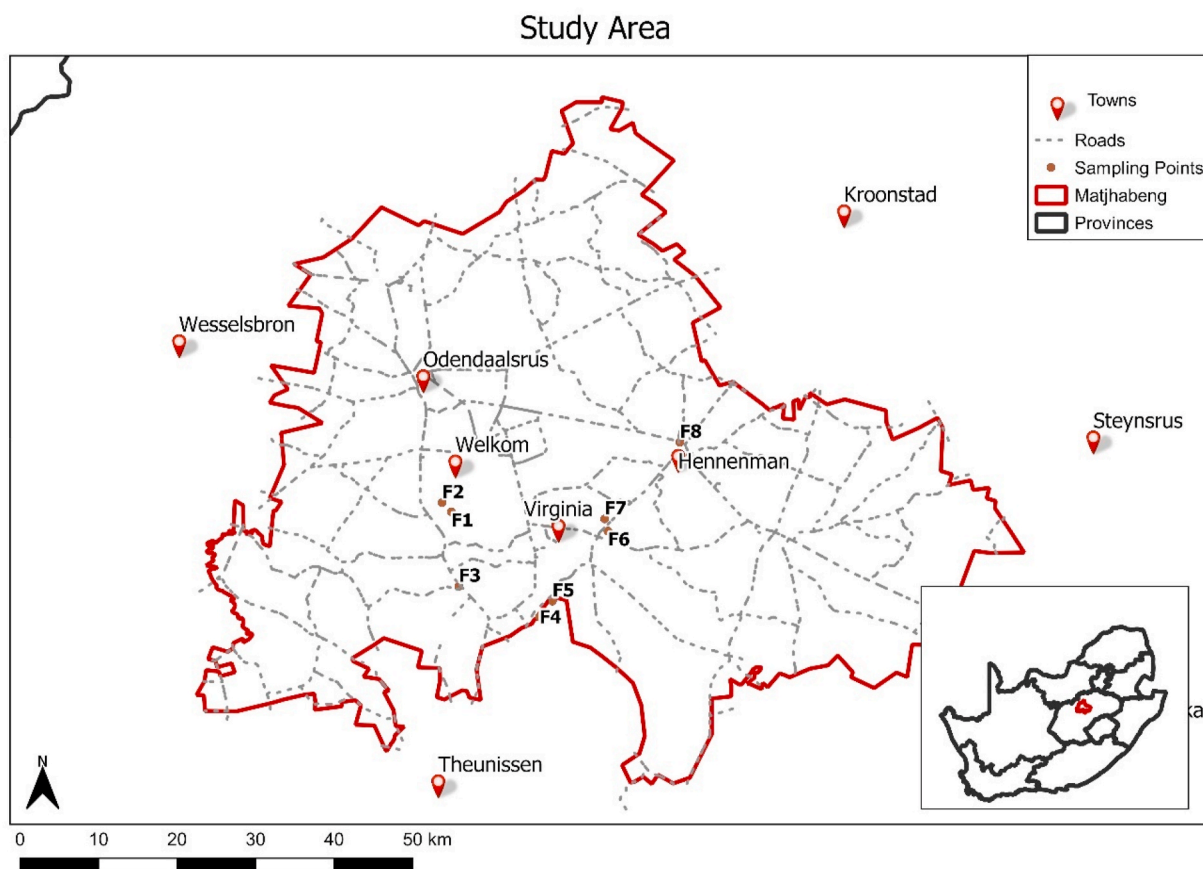 Study Area
Towns
Roads
Sampling Points
Matjhabeng
Provinces
Kroonstad
Wesselsbron
Odendaalsrus
Steynsrus
F8
Welkom
Hennenman
F2
F1
Virginia
F7
F6
F3
F5
F4
ka
N
Theunissen
0 10 20 30 40 50 km